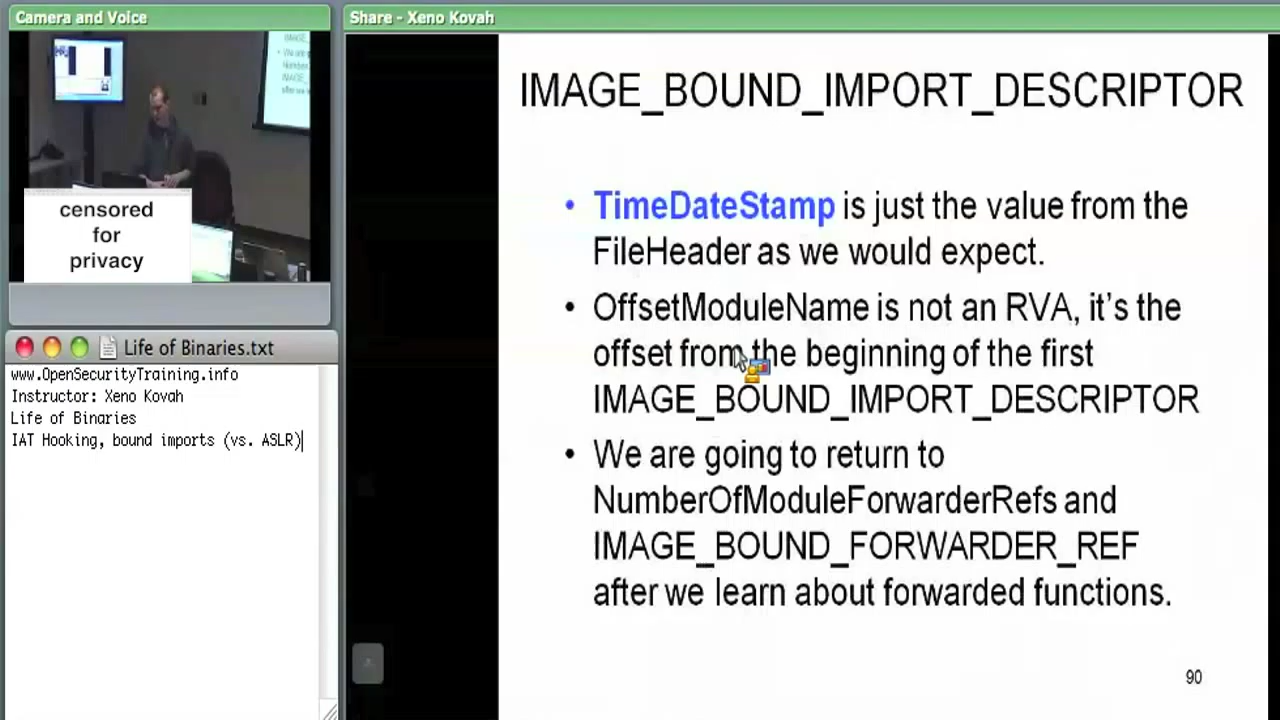 Camera and Voice
Share - Xeno Kovah
censored
for
privacy
Life of Binaries.txt
www.OpenSecurityTraining.info
Instructor: Xeno Kovah
Life of Binaries
IAT Hooking, bound imports (vs. ASLR)
IMAGE_BOUND_IMPORT_DESCRIPTOR
• TimeDateStamp is just the value from the
FileHeader as we would expect.
• OffsetModuleName is not an RVA, it's the
offset from the beginning of the first
IMAGE_BOUND_IMPORT_DESCRIPTOR
• We are going to return to
NumberOfModuleForwarderRefs and
IMAGE_BOUND_FORWARDER_REF
after we learn about forwarded functions.
90